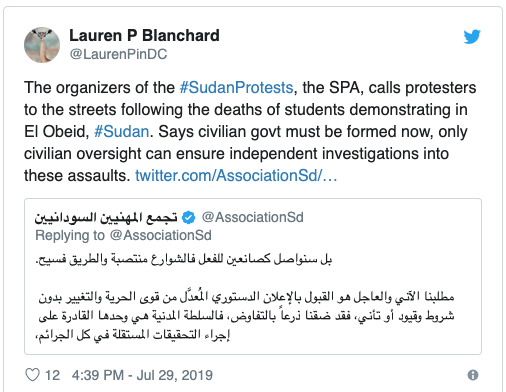 Lauren P Blanchard
@LaurenPinDC
The organizers of the #SudanProtests, the SPA, calls protesters
to the streets following the deaths of students demonstrating in
El Obeid, #Sudan. Says civilian govt must be formed now, only
civilian oversight can ensure independent investigations into
these assaults. twitter.com/AssociationSd/…
تجمع المهنيين السودانيين @AssociationSd
Replying to @AssociationSd
بل سنواصل كصانعين للفعل فالشوارع منتصبة والطريق فسيح.
مطلبنا الآتي والعاجل هو القبول بالإعلان الدستوري المُعدَّل من قوى الحرية والتغيير بدون
شروط وقيود أو تأني، فقد ضقنا ذرعاً بالتفاوض، فالسلطة المدنية هي وحدها القادرة على
إجراء التحقيقات المستقلة في كل الجرائم،
12 4:39 PM - Jul 29, 2019